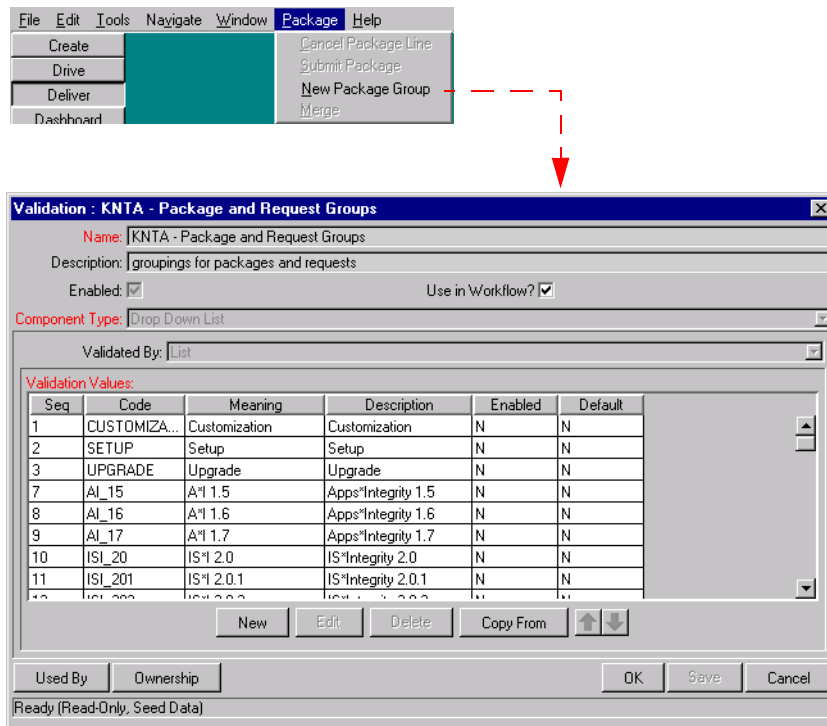 File Edit Tools Navigate Window Package Help
Create
Drive
Deliver
Dashboard
Cancel Package Line
Submit Package
New Package Group
Merge
Validation : KNTA - Package and Request Groups
Name: KNTA - Package and Request Groups
Description: groupings for packages and requests
Enabled: Use in Workflow?
Component Type: Drop Down List
Validated By: List
Validation Values:
Seq Code Meaning Description Enabled Default
1 CUSTOMIZA... Customization Customization N N
2 SETUP Setup Setup N N
3 UPGRADE Upgrade Upgrade N N
7 AI_15 A*I 1.5 Apps*Integrity 1.5 N N
8 AI_16 A*I 1.6 Apps*Integrity 1.6 N N
9 AI_17 A*I 1.7 Apps*Integrity 1.7 N N
10 ISI_20 IS*I 2.0 IS*Integrity 2.0 N N
11 ISI_201 IS*I 2.0.1 IS*Integrity 2.0.1 N N
New Edit Delete Copy From
Used By Ownership OK Save Cancel
Ready (Read-Only, Seed Data)